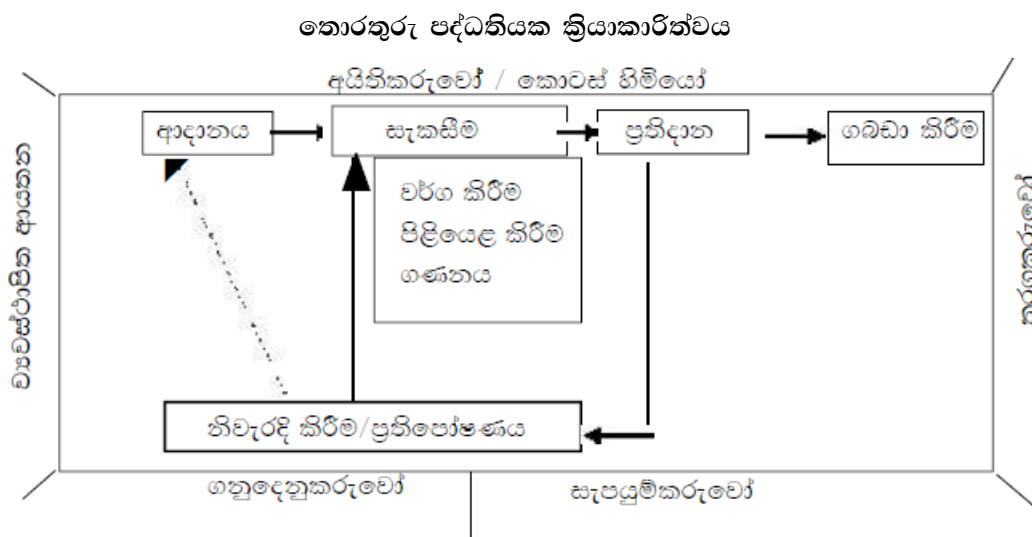 තොරතුරු පද්ධතියක ක්‍රියාකාරිත්වය
අයිතිකරුවෝ / කොටස් හිමියෝ
ආදානය
සැකසීම
ප්‍රතිදාන
ගබඩා කිරීම
වර්ග කිරීම
පිළියෙළ කිරීම
ගණනය
ව්‍යවස්ථාපිත ආයතන
තරගකරුවෝ
නිවැරදි කිරීම/ප්‍රතිපෝෂණය
ගනුදෙනුකරුවෝ
සැපයුම්කරුවෝ